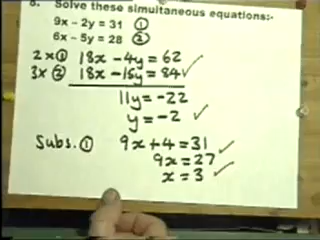 8. Solve these simultaneous equations:-
9x - 2y = 31 ①
6x - 5y = 28 ②
2x① 18x - 4y = 62 ✓
3x② 18x - 15y = 84 ✓
11y = -22
y = -2 ✓
Subs. ① 9x + 4 = 31 ✓
9x = 27
x = 3 ✓